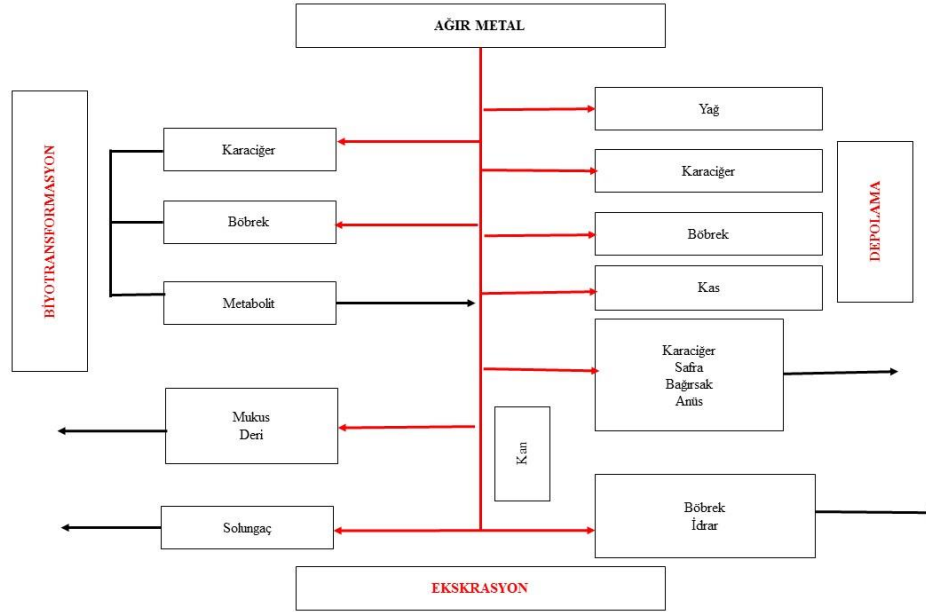 AĞIR METAL
BİYOTRANSFORMASYON
Karaciğer
Böbrek
Metabolit
Mukus
Deri
Solungaç
Yağ
Karaciğer
Böbrek
Kas
DEPOLAMA
Karaciğer
Safra
Bağırsak
Anüs
Kan
Böbrek
İdrar
EKSKRASYON